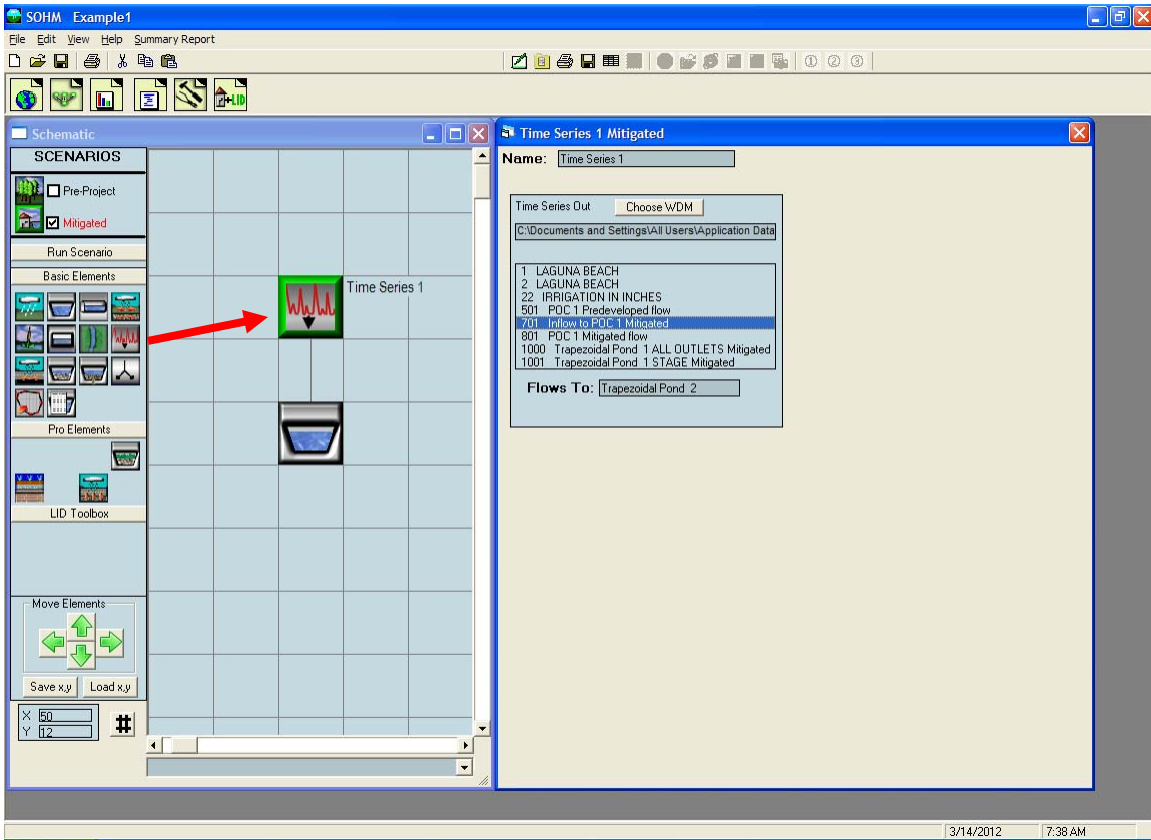 SOHM Example1
File Edit View Help Summary Report
+LID
Schematic
SCENARIOS
Pre-Project
Mitigated
Run Scenario
Basic Elements
Pro Elements
LID Toolbox
Move Elements
Save x,y Load x,y
X 50
Y 12
#
Time Series 1
Time Series 1 Mitigated
Name: Time Series 1
Time Series Out Choose WDM
C:\Documents and Settings\All Users\Application Data
1 LAGUNA BEACH
2 LAGUNA BEACH
22 IRRIGATION IN INCHES
501 POC 1 Predeveloped flow
701 Inflow to POC 1 Mitigated
801 POC 1 Mitigated flow
1000 Trapezoidal Pond 1 ALL OUTLETS Mitigated
1001 Trapezoidal Pond 1 STAGE Mitigated
Flows To: Trapezoidal Pond 2
1 2 3
3/14/2012 7:38 AM